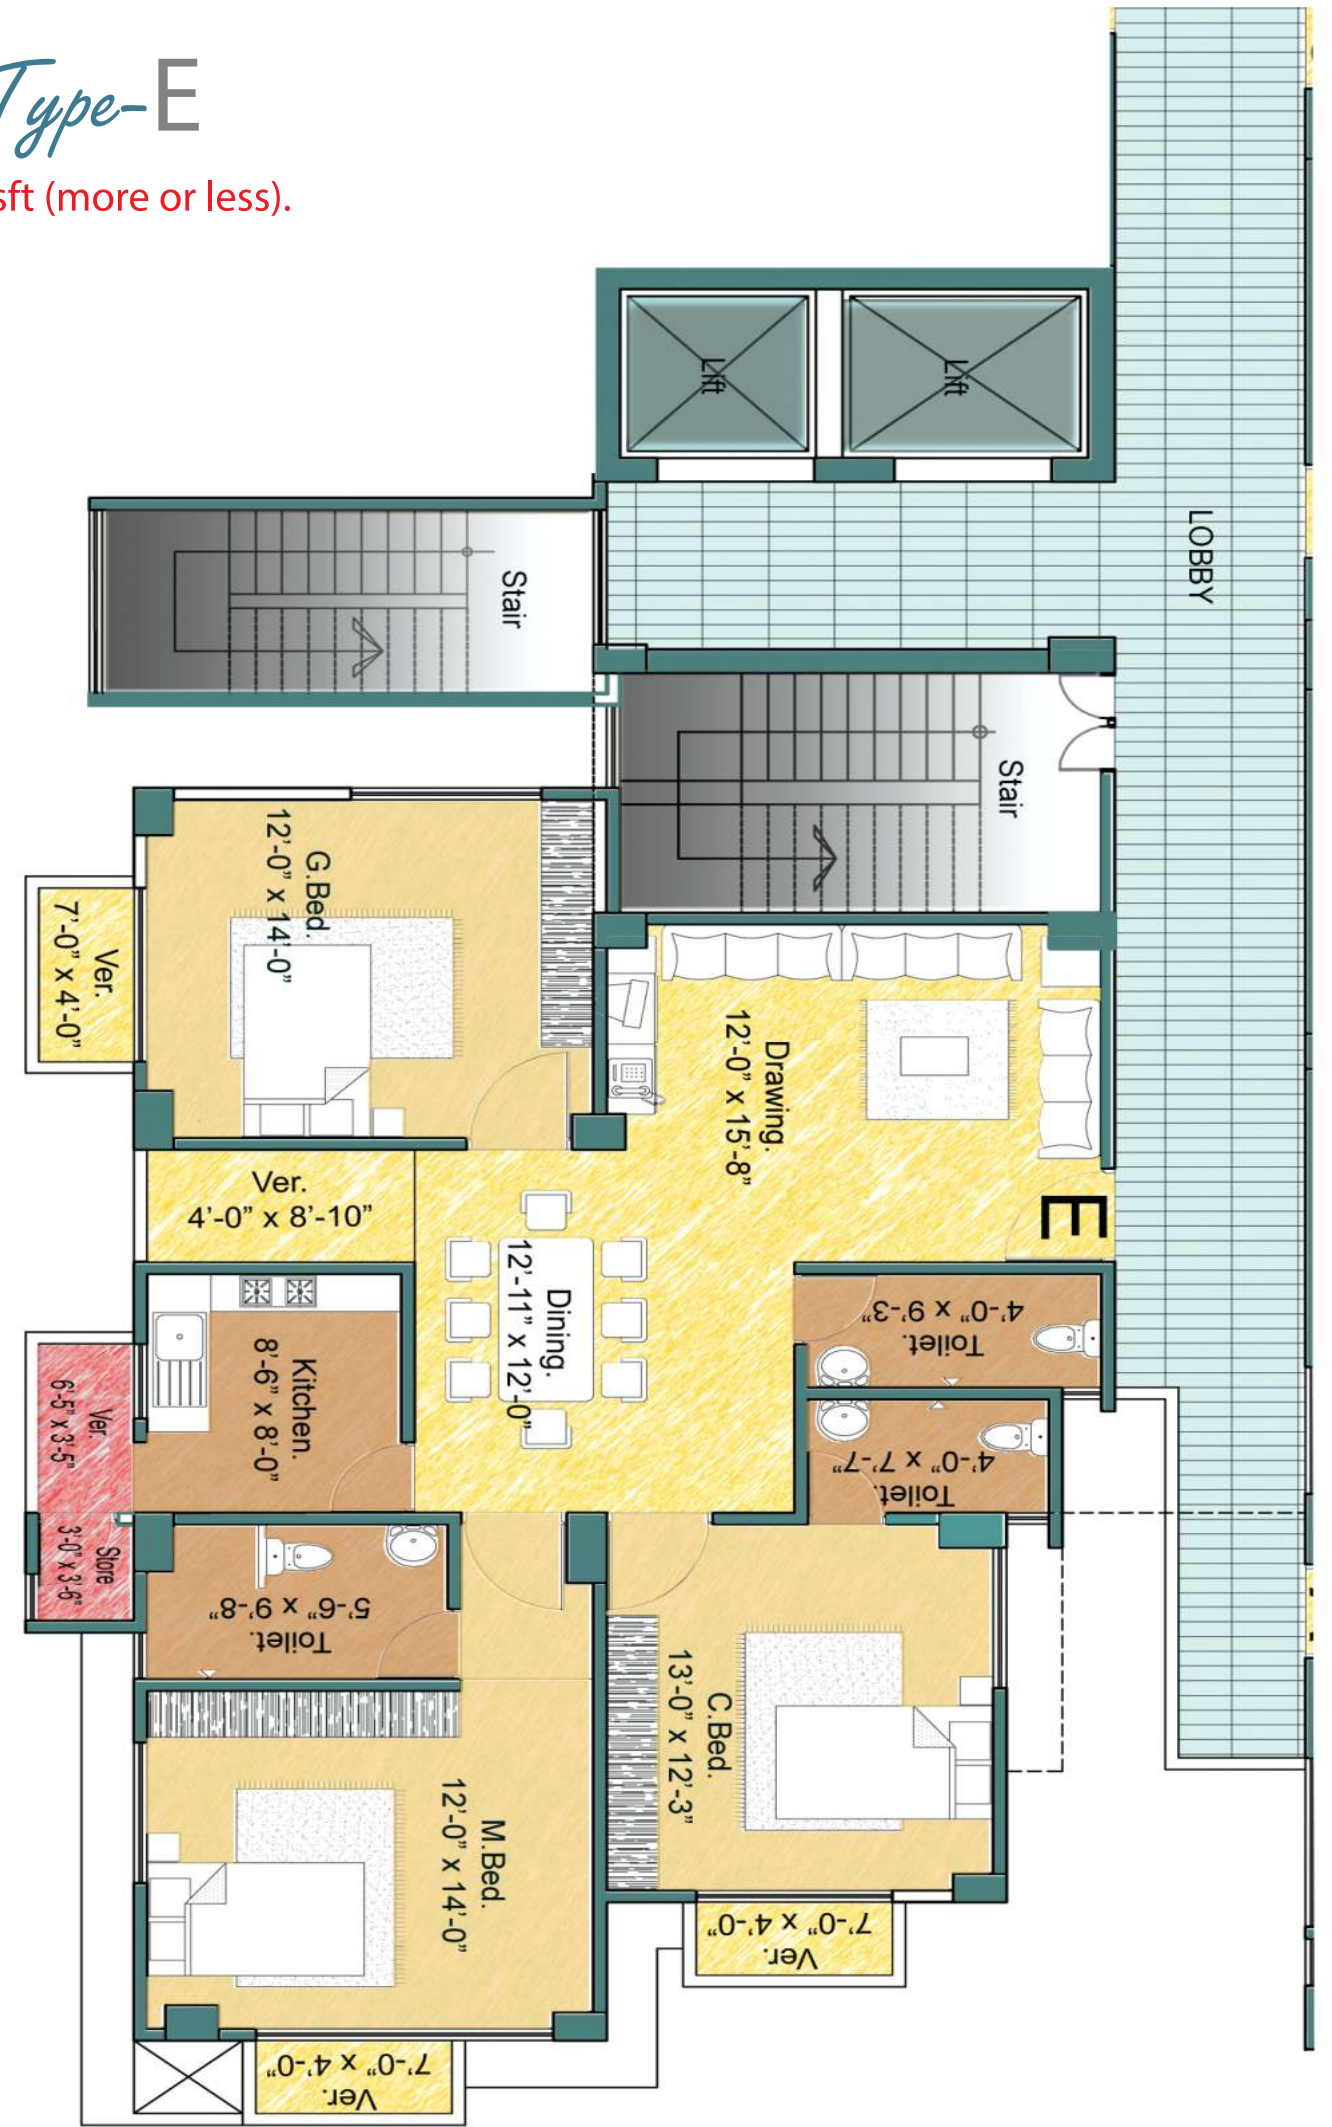 Type-E
sft (more or less).
Lift
Lift
LOBBY
Stair
Stair
G.Bed.
12'-0" x 14'-0"
Ver.
7'-0" x 4'-0"
Drawing.
12'-0" x 15'-8"
E
Ver.
4'-0" x 8'-10"
Dining.
12'-11" x 12'-0"
Toilet.
4'-0" x 9'-3"
Toilet.
4'-0" x 7'-7"
Kitchen.
8'-6" x 8'-0"
Ver.
6'-5" x 3'-5"
Store
3'-0" x 3'-6"
Toilet.
5'-6" x 9'-8"
C.Bed.
13'-0" x 12'-3"
M.Bed.
12'-0" x 14'-0"
Ver.
7'-0" x 4'-0"
Ver.
7'-0" x 4'-0"